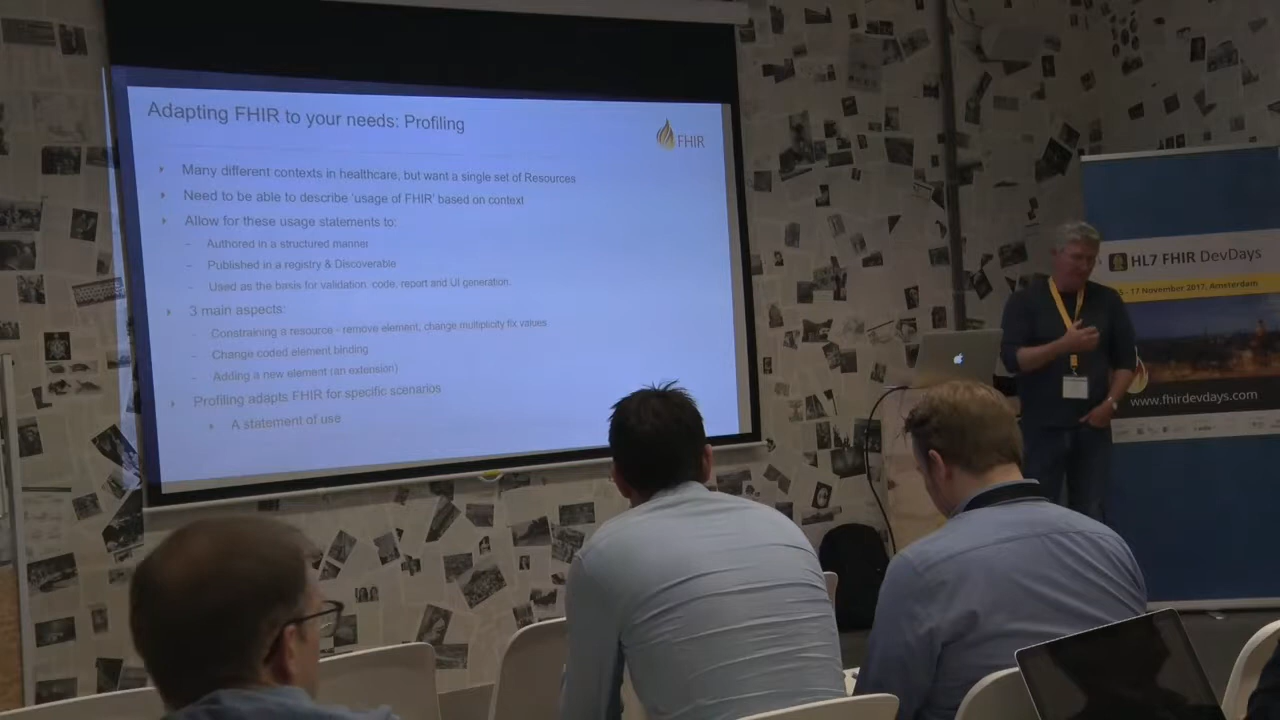 Adapting FHIR to your needs: Profiling
FHIR
Many different contexts in healthcare, but want a single set of Resources
Need to be able to describe 'usage of FHIR' based on context
Allow for these usage statements to:
– Authored in a structured manner
– Published in a registry & Discoverable
– Used as the basis for validation, code, report and UI generation.
3 main aspects:
– Constraining a resource - remove element, change multiplicity fix values
– Change coded element binding
– Adding a new element (an extension)
Profiling adapts FHIR for specific scenarios
A statement of use
HL7 FHIR DevDays
- 17 November 2017, Amsterdam
www.fhirdevdays.com